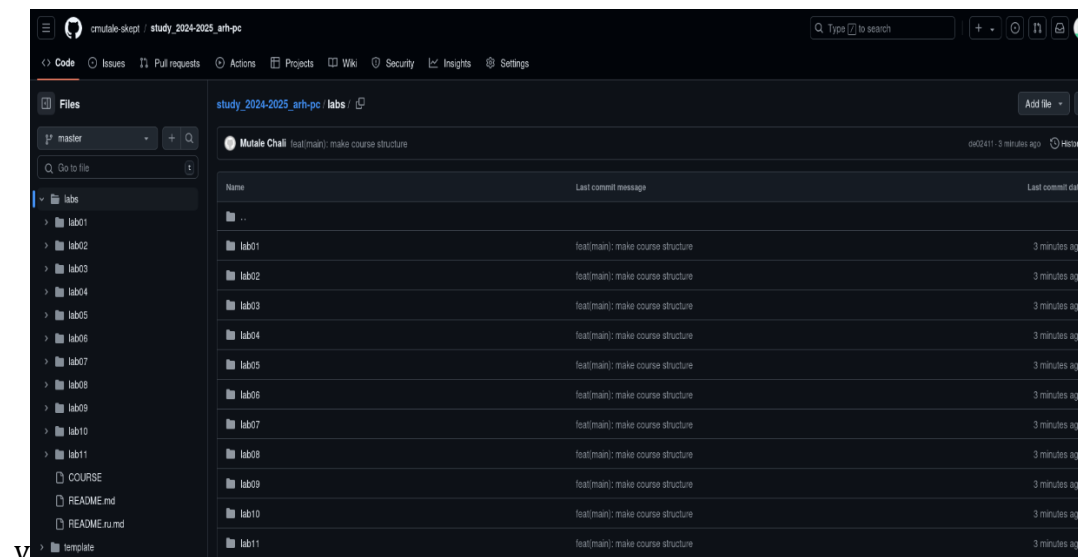 cmutale-skept / study_2024-2025_arh-pc
Type / to search
Code Issues Pull requests Actions Projects Wiki Security Insights Settings
Files
master
Go to file t
labs
lab01
lab02
lab03
lab04
lab05
lab06
lab07
lab08
lab09
lab10
lab11
COURSE
README.md
README.ru.md
template
study_2024-2025_arh-pc / labs /
Add file
Mutale Chali feat(main): make course structure
de02411 · 3 minutes ago Histor
Name Last commit message Last commit dat
..
lab01 feat(main): make course structure 3 minutes ag
lab02 feat(main): make course structure 3 minutes ag
lab03 feat(main): make course structure 3 minutes ag
lab04 feat(main): make course structure 3 minutes ag
lab05 feat(main): make course structure 3 minutes ag
lab06 feat(main): make course structure 3 minutes ag
lab07 feat(main): make course structure 3 minutes ag
lab08 feat(main): make course structure 3 minutes ag
lab09 feat(main): make course structure 3 minutes ag
lab10 feat(main): make course structure 3 minutes ag
lab11 feat(main): make course structure 3 minutes ag
y